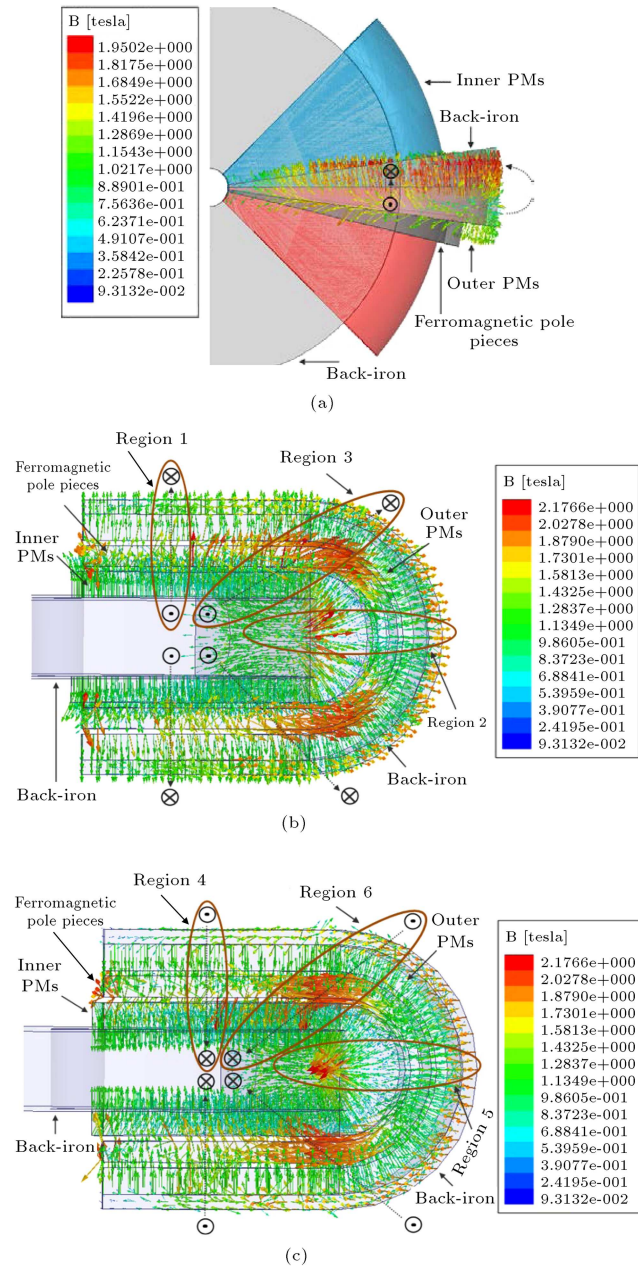 B [tesla]
1.9502e+000
1.8175e+000
1.6849e+000
1.5522e+000
1.4196e+000
1.2869e+000
1.1543e+000
1.0217e+000
8.8901e-001
7.5636e-001
6.2371e-001
4.9107e-001
3.5842e-001
2.2578e-001
9.3132e-002
Inner PMs
Back-iron
Outer PMs
Ferromagnetic pole
pieces
Back-iron
(a)
Region 1
Ferromagnetic
pole pieces
Region 3
Outer
PMs
Inner
PMs
Region 2
Back-iron
Back-iron
B [tesla]
2.1766e+000
2.0278e+000
1.8790e+000
1.7301e+000
1.5813e+000
1.4325e+000
1.2837e+000
1.1349e+000
9.8605e-001
8.3723e-001
6.8841e-001
5.3959e-001
3.9077e-001
2.4195e-001
9.3132e-002
(b)
Region 4
Region 6
Ferromagnetic
pole pieces
Outer
PMs
Inner
PMs
Region 5
Back-iron
Back-iron
B [tesla]
2.1766e+000
2.0278e+000
1.8790e+000
1.7301e+000
1.5813e+000
1.4325e+000
1.2837e+000
1.1349e+000
9.8605e-001
8.3723e-001
6.8841e-001
5.3959e-001
3.9077e-001
2.4195e-001
9.3132e-002
(c)